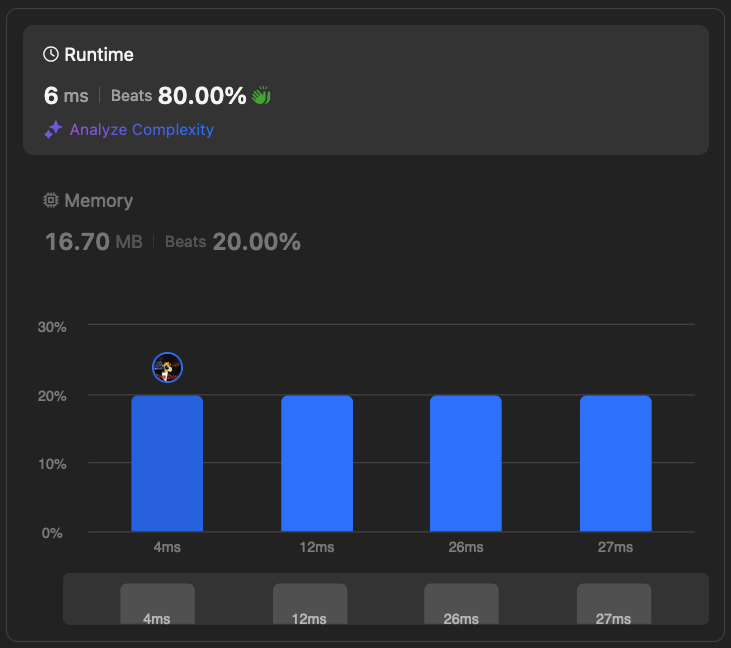 Runtime
6 ms | Beats 80.00%
Analyze Complexity
Memory
16.70 MB | Beats 20.00%
30%
20%
10%
0%
4ms 12ms 26ms 27ms
4ms 12ms 26ms 27ms